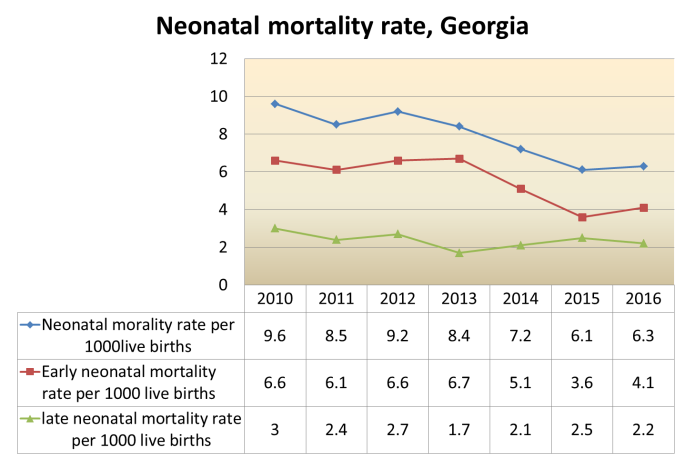 Neonatal mortality rate, Georgia
12
10
8
6
4
2
0
2010 2011 2012 2013 2014 2015 2016
Neonatal morality rate per
1000live births
9.6 8.5 9.2 8.4 7.2 6.1 6.3
Early neonatal mortality
rate per 1000 live births
6.6 6.1 6.6 6.7 5.1 3.6 4.1
late neonatal mortality rate
per 1000 live births
3 2.4 2.7 1.7 2.1 2.5 2.2